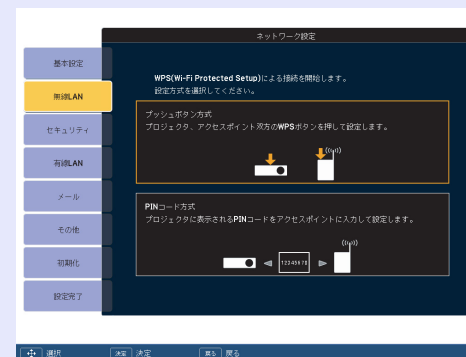 ネットワーク設定
基本設定
無線LAN
セキュリティ
有線LAN
メール
その他
初期化
設定完了
WPS(Wi-Fi Protected Setup)による接続を開始します。
設定方式を選択してください。
プッシュボタン方式
プロジェクタ、アクセスポイント双方のWPSボタンを押して設定します。
PINコード方式
プロジェクタに表示されるPINコードをアクセスポイントに入力して設定します。
12345678
選択 決定 決定 戻る 戻る